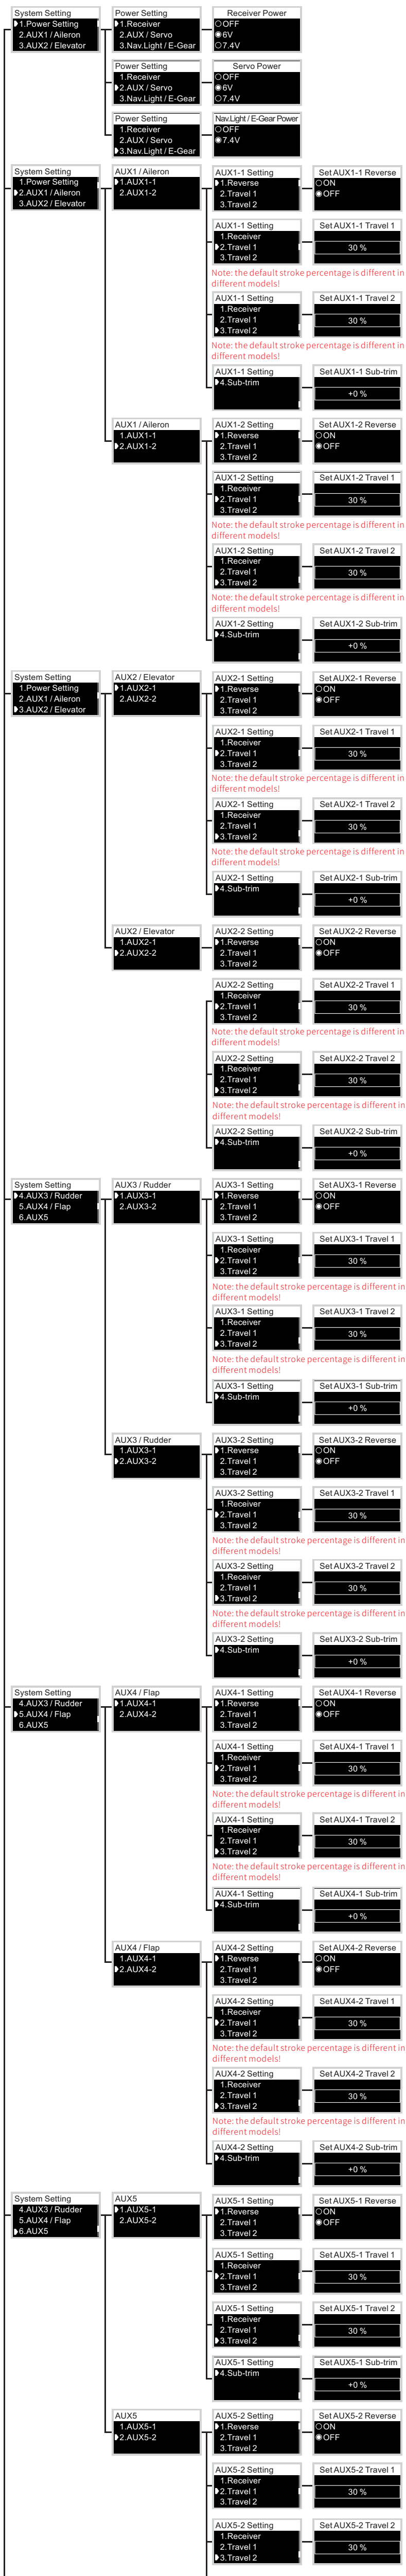 System Setting
1.Power Setting
2.AUX1 / Aileron
3.AUX2 / Elevator
Power Setting
1.Receiver
2.AUX / Servo
3.Nav.Light / E-Gear
Receiver Power
OFF
6V
7.4V
Power Setting
1.Receiver
2.AUX / Servo
3.Nav.Light / E-Gear
Servo Power
OFF
6V
7.4V
Power Setting
1.Receiver
2.AUX / Servo
3.Nav.Light / E-Gear
Nav.Light / E-Gear Power
OFF
7.4V
System Setting
1.Power Setting
2.AUX1 / Aileron
3.AUX2 / Elevator
AUX1 / Aileron
1.AUX1-1
2.AUX1-2
AUX1-1 Setting
1.Reverse
2.Travel 1
3.Travel 2
Set AUX1-1 Reverse
ON
OFF
AUX1-1 Setting
1.Receiver
2.Travel 1
3.Travel 2
Set AUX1-1 Travel 1
30 %
Note: the default stroke percentage is different in
different models!
AUX1-1 Setting
1.Receiver
2.Travel 1
3.Travel 2
Set AUX1-1 Travel 2
30 %
Note: the default stroke percentage is different in
different models!
AUX1-1 Setting
4.Sub-trim
Set AUX1-1 Sub-trim
+0 %
AUX1 / Aileron
1.AUX1-1
2.AUX1-2
AUX1-2 Setting
1.Reverse
2.Travel 1
3.Travel 2
Set AUX1-2 Reverse
ON
OFF
AUX1-2 Setting
1.Receiver
2.Travel 1
3.Travel 2
Set AUX1-2 Travel 1
30 %
Note: the default stroke percentage is different in
different models!
AUX1-2 Setting
1.Receiver
2.Travel 1
3.Travel 2
Set AUX1-2 Travel 2
30 %
Note: the default stroke percentage is different in
different models!
AUX1-2 Setting
4.Sub-trim
Set AUX1-2 Sub-trim
+0 %
System Setting
1.Power Setting
2.AUX1 / Aileron
3.AUX2 / Elevator
AUX2 / Elevator
1.AUX2-1
2.AUX2-2
AUX2-1 Setting
1.Reverse
2.Travel 1
3.Travel 2
Set AUX2-1 Reverse
ON
OFF
AUX2-1 Setting
1.Receiver
2.Travel 1
3.Travel 2
Set AUX2-1 Travel 1
30 %
Note: the default stroke percentage is different in
different models!
AUX2-1 Setting
1.Receiver
2.Travel 1
3.Travel 2
Set AUX2-1 Travel 2
30 %
Note: the default stroke percentage is different in
different models!
AUX2-1 Setting
4.Sub-trim
Set AUX2-1 Sub-trim
+0 %
AUX2 / Elevator
1.AUX2-1
2.AUX2-2
AUX2-2 Setting
1.Reverse
2.Travel 1
3.Travel 2
Set AUX2-2 Reverse
ON
OFF
AUX2-2 Setting
1.Receiver
2.Travel 1
3.Travel 2
Set AUX2-2 Travel 1
30 %
Note: the default stroke percentage is different in
different models!
AUX2-2 Setting
1.Receiver
2.Travel 1
3.Travel 2
Set AUX2-2 Travel 2
30 %
Note: the default stroke percentage is different in
different models!
AUX2-2 Setting
4.Sub-trim
Set AUX2-2 Sub-trim
+0 %
System Setting
4.AUX3 / Rudder
5.AUX4 / Flap
6.AUX5
AUX3 / Rudder
1.AUX3-1
2.AUX3-2
AUX3-1 Setting
1.Reverse
2.Travel 1
3.Travel 2
Set AUX3-1 Reverse
ON
OFF
AUX3-1 Setting
1.Receiver
2.Travel 1
3.Travel 2
Set AUX3-1 Travel 1
30 %
Note: the default stroke percentage is different in
different models!
AUX3-1 Setting
1.Receiver
2.Travel 1
3.Travel 2
Set AUX3-1 Travel 2
30 %
Note: the default stroke percentage is different in
different models!
AUX3-1 Setting
4.Sub-trim
Set AUX3-1 Sub-trim
+0 %
AUX3 / Rudder
1.AUX3-1
2.AUX3-2
AUX3-2 Setting
1.Reverse
2.Travel 1
3.Travel 2
Set AUX3-2 Reverse
ON
OFF
AUX3-2 Setting
1.Receiver
2.Travel 1
3.Travel 2
Set AUX3-2 Travel 1
30 %
Note: the default stroke percentage is different in
different models!
AUX3-2 Setting
1.Receiver
2.Travel 1
3.Travel 2
Set AUX3-2 Travel 2
30 %
Note: the default stroke percentage is different in
different models!
AUX3-2 Setting
4.Sub-trim
Set AUX3-2 Sub-trim
+0 %
System Setting
4.AUX3 / Rudder
5.AUX4 / Flap
6.AUX5
AUX4 / Flap
1.AUX4-1
2.AUX4-2
AUX4-1 Setting
1.Reverse
2.Travel 1
3.Travel 2
Set AUX4-1 Reverse
ON
OFF
AUX4-1 Setting
1.Receiver
2.Travel 1
3.Travel 2
Set AUX4-1 Travel 1
30 %
Note: the default stroke percentage is different in
different models!
AUX4-1 Setting
1.Receiver
2.Travel 1
3.Travel 2
Set AUX4-1 Travel 2
30 %
Note: the default stroke percentage is different in
different models!
AUX4-1 Setting
4.Sub-trim
Set AUX4-1 Sub-trim
+0 %
AUX4 / Flap
1.AUX4-1
2.AUX4-2
AUX4-2 Setting
1.Reverse
2.Travel 1
3.Travel 2
Set AUX4-2 Reverse
ON
OFF
AUX4-2 Setting
1.Receiver
2.Travel 1
3.Travel 2
Set AUX4-2 Travel 1
30 %
Note: the default stroke percentage is different in
different models!
AUX4-2 Setting
1.Receiver
2.Travel 1
3.Travel 2
Set AUX4-2 Travel 2
30 %
Note: the default stroke percentage is different in
different models!
AUX4-2 Setting
4.Sub-trim
Set AUX4-2 Sub-trim
+0 %
System Setting
4.AUX3 / Rudder
5.AUX4 / Flap
6.AUX5
AUX5
1.AUX5-1
2.AUX5-2
AUX5-1 Setting
1.Reverse
2.Travel 1
3.Travel 2
Set AUX5-1 Reverse
ON
OFF
AUX5-1 Setting
1.Receiver
2.Travel 1
3.Travel 2
Set AUX5-1 Travel 1
30 %
AUX5-1 Setting
1.Receiver
2.Travel 1
3.Travel 2
Set AUX5-1 Travel 2
30 %
AUX5-1 Setting
4.Sub-trim
Set AUX5-1 Sub-trim
+0 %
AUX5
1.AUX5-1
2.AUX5-2
AUX5-2 Setting
1.Reverse
2.Travel 1
3.Travel 2
Set AUX5-2 Reverse
ON
OFF
AUX5-2 Setting
1.Receiver
2.Travel 1
3.Travel 2
Set AUX5-2 Travel 1
30 %
AUX5-2 Setting
1.Receiver
2.Travel 1
3.Travel 2
Set AUX5-2 Travel 2
30 %